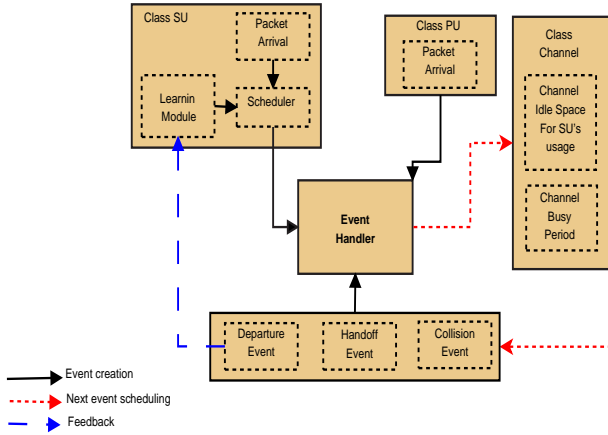 Class SU
Packet
Arrival
Learnin
Module
Scheduler
Class PU
Packet
Arrival
Class
Channel
Channel
Idle Space
For SU's
usage
Channel
Busy
Period
Event
Handler
Departure
Event
Handoff
Event
Collision
Event
Event creation
Next event scheduling
Feedback